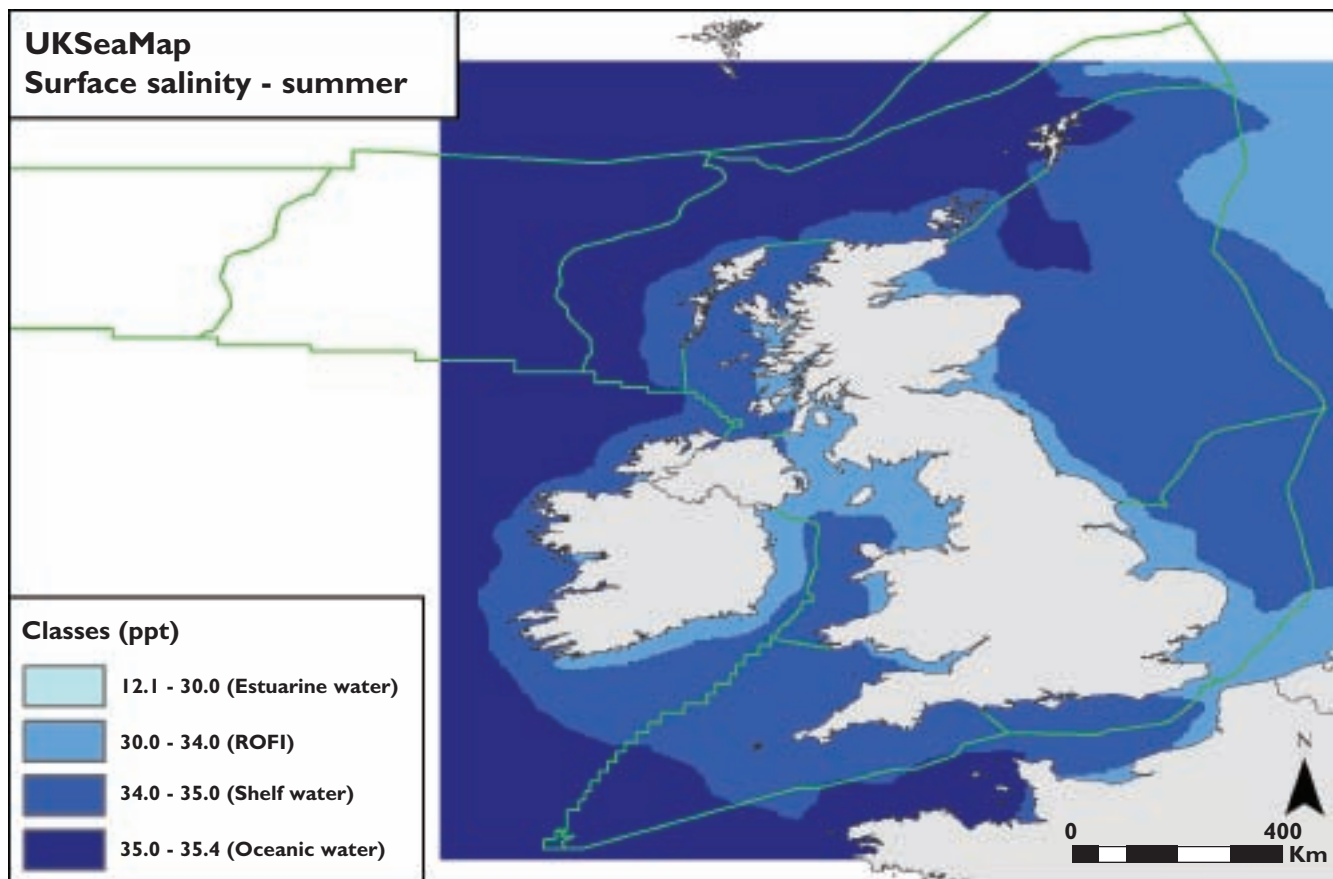 UKSeaMap
Surface salinity - summer
Classes (ppt)
12.1 - 30.0 (Estuarine water)
30.0 - 34.0 (ROFI)
34.0 - 35.0 (Shelf water)
35.0 - 35.4 (Oceanic water)
N
0 400
Km